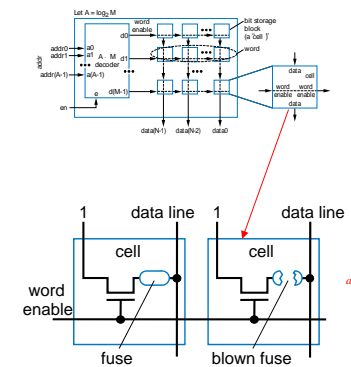 Let A = log2 M
bit storage
block
(a ˝cell˝)
word
enable
word
d0
addr0
addr1
addr
addr(A-1)
a0
a1
a(A-1)
A · M
decoder
d1
e
d(M-1)
en
data(N-1)
data(N-2)
data0
data
cell
word
enable
word
enable
data
1
data line
1
data line
cell
cell
word
enable
fuse
blown fuse
a